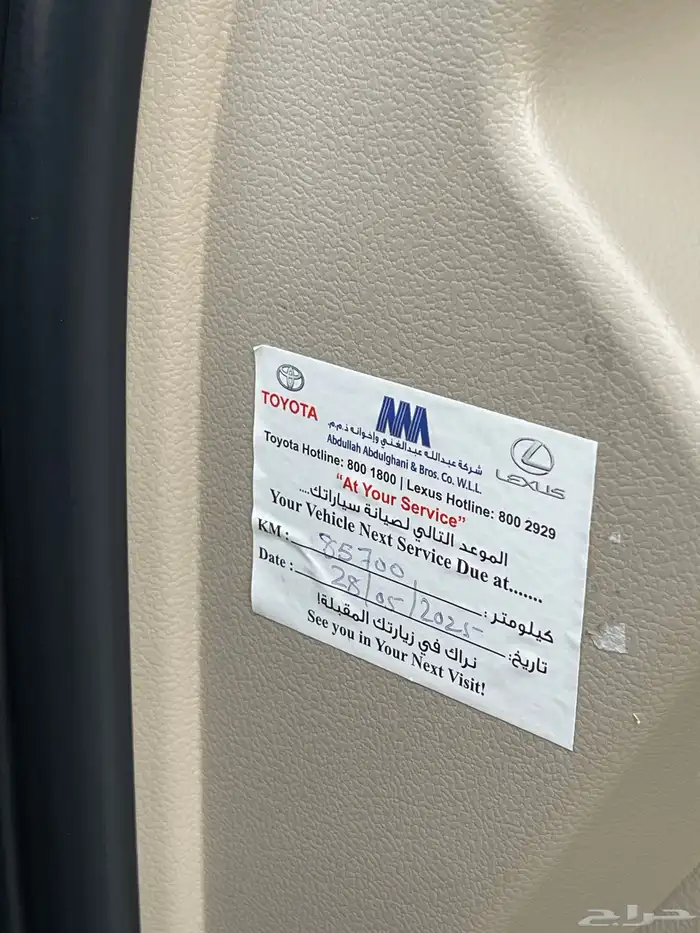 TOYOTA
شركة عبدالله عبدالغني وإخوانه ذ.م.م.
Abdullah Abdulghani & Bros. Co. W.L.L.
LEXUS
Toyota Hotline: 800 1800 | Lexus Hotline: 800 2929
"At Your Service"
الموعد التالي لصيانة سياراتك....
Your Vehicle Next Service Due at.......
KM : 85700 كيلومتر :
Date : 28/05/2025 تاريخ:
نراك في زيارتك المقبلة!
See you in Your Next Visit!
حراج